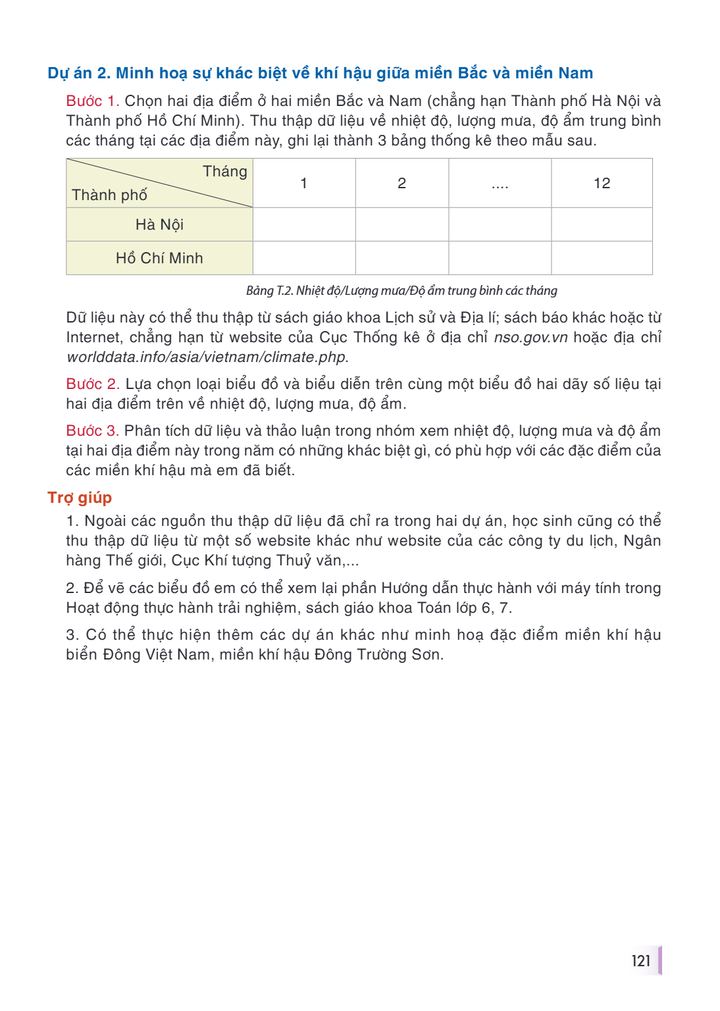 Dự án 2. Minh hoạ sự khác biệt về khí hậu giữa miền Bắc và miền Nam
Bước 1. Chọn hai địa điểm ở hai miền Bắc và Nam (chẳng hạn Thành phố Hà Nội và
Thành phố Hồ Chí Minh). Thu thập dữ liệu về nhiệt độ, lượng mưa, độ ẩm trung bình
các tháng tại các địa điểm này, ghi lại thành 3 bảng thống kê theo mẫu sau.
Tháng
Thành phố
1 2 .... 12
Hà Nội
Hồ Chí Minh
Bảng T.2. Nhiệt độ/Lượng mưa/Độ ẩm trung bình các tháng
Dữ liệu này có thể thu thập từ sách giáo khoa Lịch sử và Địa lí; sách báo khác hoặc từ
Internet, chẳng hạn từ website của Cục Thống kê ở địa chỉ nso.gov.vn hoặc địa chỉ
worlddata.info/asia/vietnam/climate.php.
Bước 2. Lựa chọn loại biểu đồ và biểu diễn trên cùng một biểu đồ hai dãy số liệu tại
hai địa điểm trên về nhiệt độ, lượng mưa, độ ẩm.
Bước 3. Phân tích dữ liệu và thảo luận trong nhóm xem nhiệt độ, lượng mưa và độ ẩm
tại hai địa điểm này trong năm có những khác biệt gì, có phù hợp với các đặc điểm của
các miền khí hậu mà em đã biết.
Trợ giúp
1. Ngoài các nguồn thu thập dữ liệu đã chỉ ra trong hai dự án, học sinh cũng có thể
thu thập dữ liệu từ một số website khác như website của các công ty du lịch, Ngân
hàng Thế giới, Cục Khí tượng Thuỷ văn,...
2. Để vẽ các biểu đồ em có thể xem lại phần Hướng dẫn thực hành với máy tính trong
Hoạt động thực hành trải nghiệm, sách giáo khoa Toán lớp 6, 7.
3. Có thể thực hiện thêm các dự án khác như minh hoạ đặc điểm miền khí hậu
biển Đông Việt Nam, miền khí hậu Đông Trường Sơn.
121